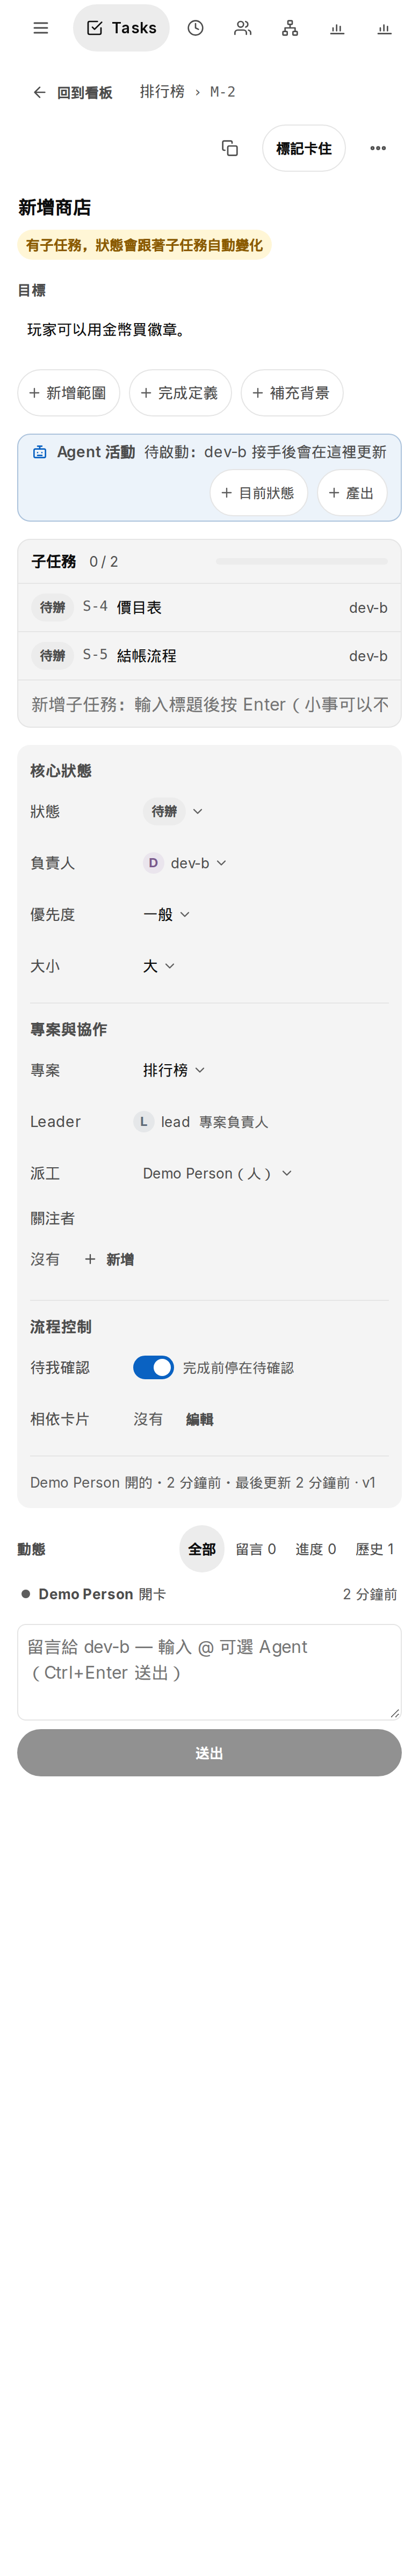 Tasks
回到看板 排行榜 › M-2
標記卡住
新增商店
有子任務，狀態會跟著子任務自動變化
目標
玩家可以用金幣買徽章。
新增範圍 完成定義 補充背景
Agent 活動 待啟動：dev-b 接手後會在這裡更新
目前狀態 產出
子任務 0 / 2
待辦 S-4 價目表 dev-b
待辦 S-5 結帳流程 dev-b
新增子任務：輸入標題後按 Enter（小事可以不
核心狀態
狀態 待辦
負責人 D dev-b
優先度 一般
大小 大
專案與協作
專案 排行榜
Leader L lead 專案負責人
派工 Demo Person（人）
關注者
沒有 新增
流程控制
待我確認 完成前停在待確認
相依卡片 沒有 編輯
Demo Person 開的・2 分鐘前・最後更新 2 分鐘前 · v1
動態 全部 留言 0 進度 0 歷史 1
Demo Person 開卡 2 分鐘前
留言給 dev-b — 輸入 @ 可選 Agent
（Ctrl+Enter 送出）
送出